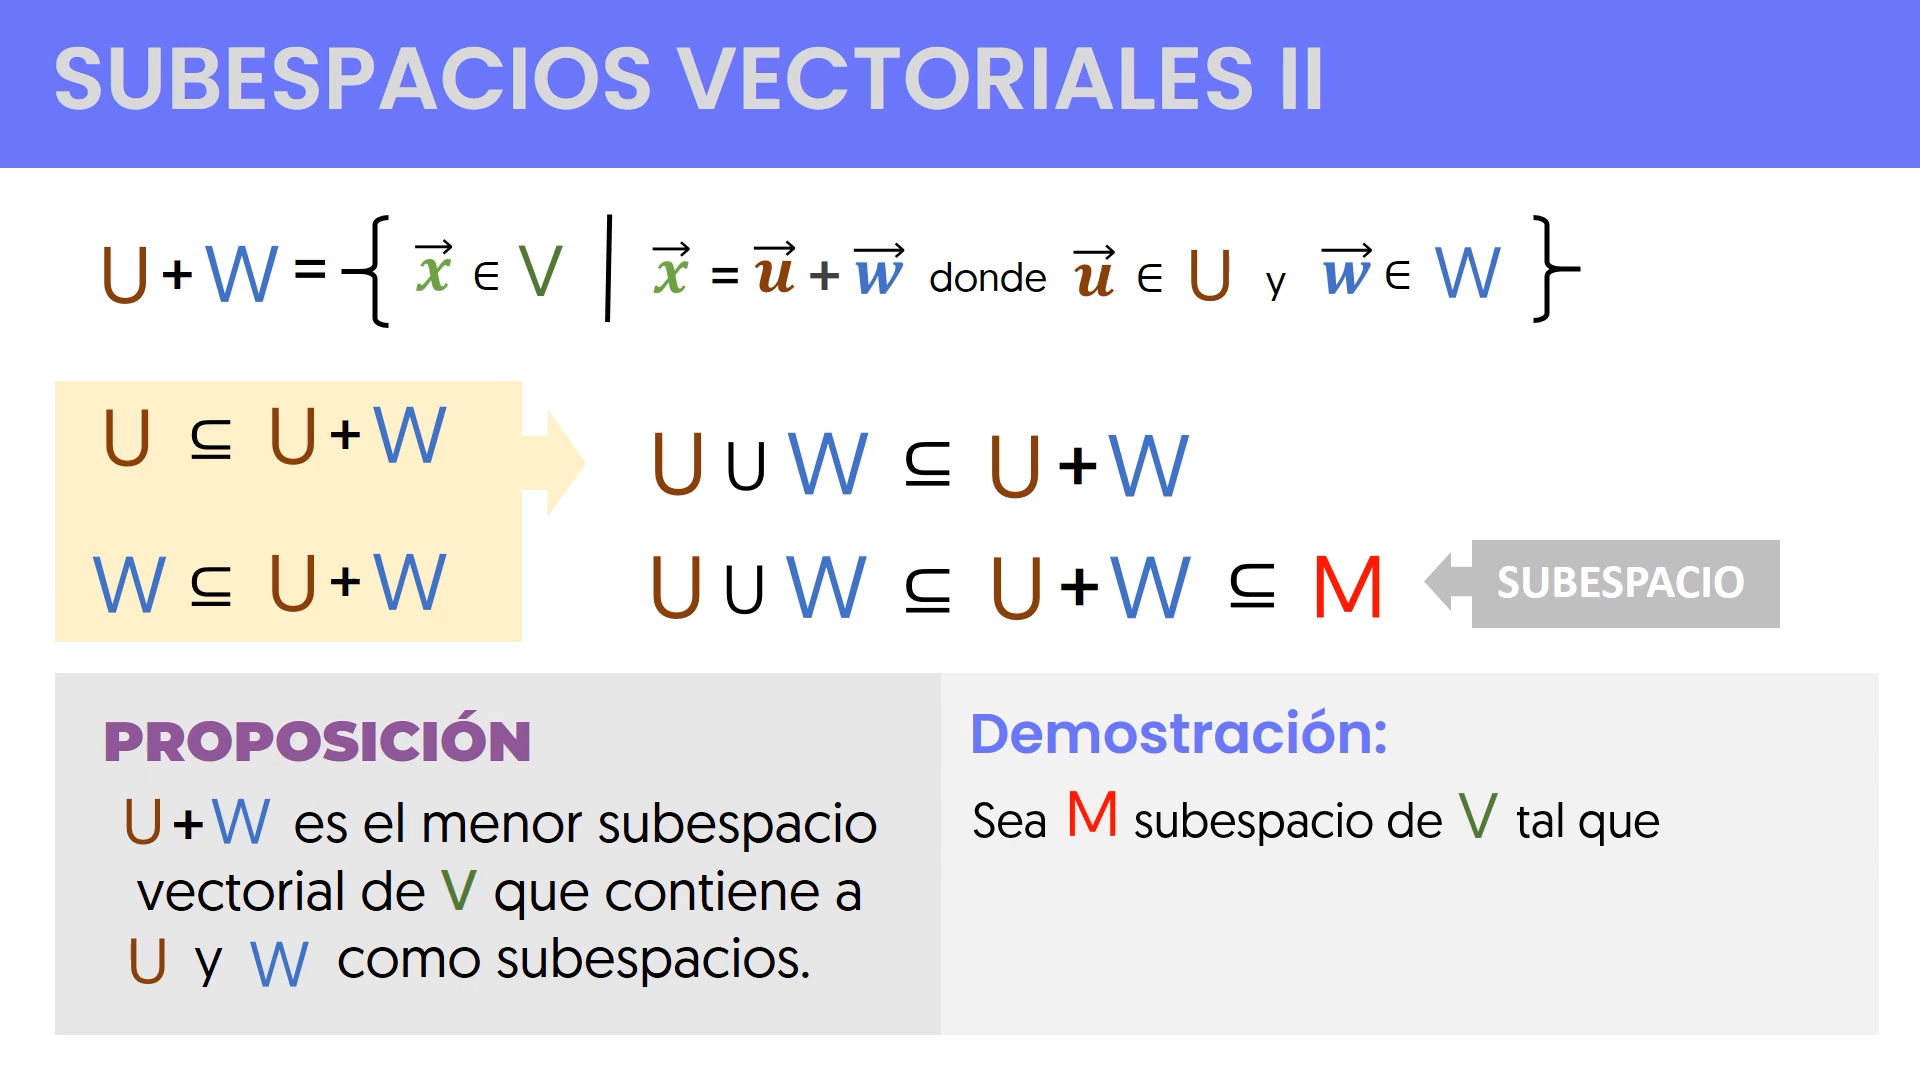 SUBESPACIOS VECTORIALES II
U + W = { x⃗ ∈ V | x⃗ = u⃗ + w⃗ donde u⃗ ∈ U y w⃗ ∈ W }
U ⊆ U + W
W ⊆ U + W
U ∪ W ⊆ U + W
U ∪ W ⊆ U + W ⊆ M
SUBESPACIO
PROPOSICIÓN
U + W es el menor subespacio
vectorial de V que contiene a
U y W como subespacios.
Demostración:
Sea M subespacio de V tal que